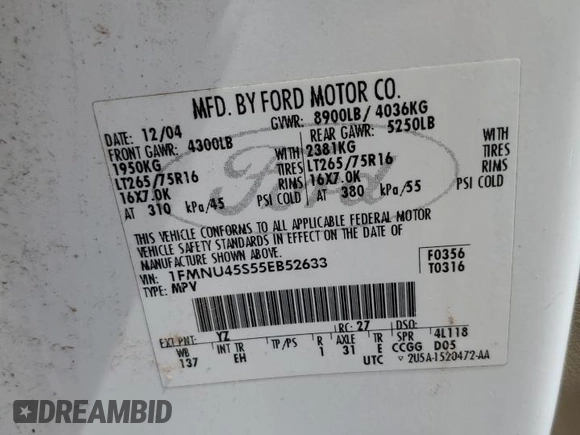 MFD. BY FORD MOTOR CO.
DATE: 12/04 GVWR: 8900LB/ 4036KG
FRONT GAWR: 4300LB REAR GAWR: 5250LB
1950KG WITH 2381KG WITH
LT265/75R16 TIRES LT265/75R16 TIRES
16X7.0K RIMS 16X7.0K RIMS
AT 310 kPa/45 PSI COLD AT 380 kPa/55 PSI COLD
Ford
THIS VEHICLE CONFORMS TO ALL APPLICABLE FEDERAL MOTOR
VEHICLE SAFETY STANDARDS IN EFFECT ON THE DATE OF
MANUFACTURE SHOWN ABOVE.
VIN: 1FMNU45S55EB52633 F0356
TYPE: MPV T0316
EXT PNT: YZ RC: 27 DSO:
WB INT TR TP/PS R AXLE TR SPR 4L118
137 EH 1 31 E CCGG D05
UTC 2U5A-1520472-AA
DREAMBID